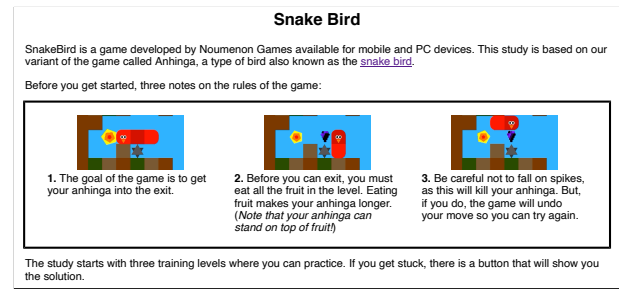 Snake Bird
SnakeBird is a game developed by Noumenon Games available for mobile and PC devices. This study is based on our
variant of the game called Anhinga, a type of bird also known as the snake bird.
Before you get started, three notes on the rules of the game:
1. The goal of the game is to get
your anhinga into the exit.
2. Before you can exit, you must
eat all the fruit in the level. Eating
fruit makes your anhinga longer.
(Note that your anhinga can
stand on top of fruit!)
3. Be careful not to fall on spikes,
as this will kill your anhinga. But,
if you do, the game will undo
your move so you can try again.
The study starts with three training levels where you can practice. If you get stuck, there is a button that will show you
the solution.